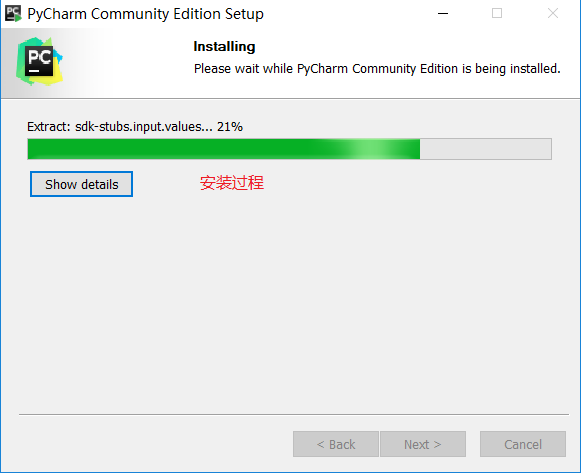 PyCharm Community Edition Setup
PC
Installing
Please wait while PyCharm Community Edition is being installed.
Extract: sdk-stubs.input.values... 21%
Show details
安装过程
< Back
Next >
Cancel